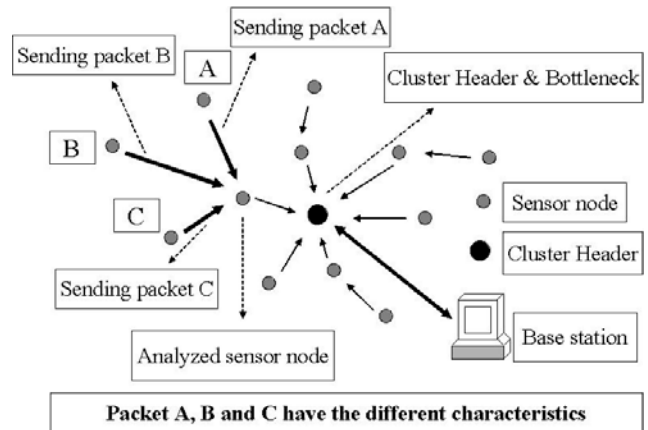 Sending packet A
Sending packet B
A
Cluster Header & Bottleneck
B
C
Sensor node
Cluster Header
Sending packet C
Base station
Analyzed sensor node
Packet A, B and C have the different characteristics